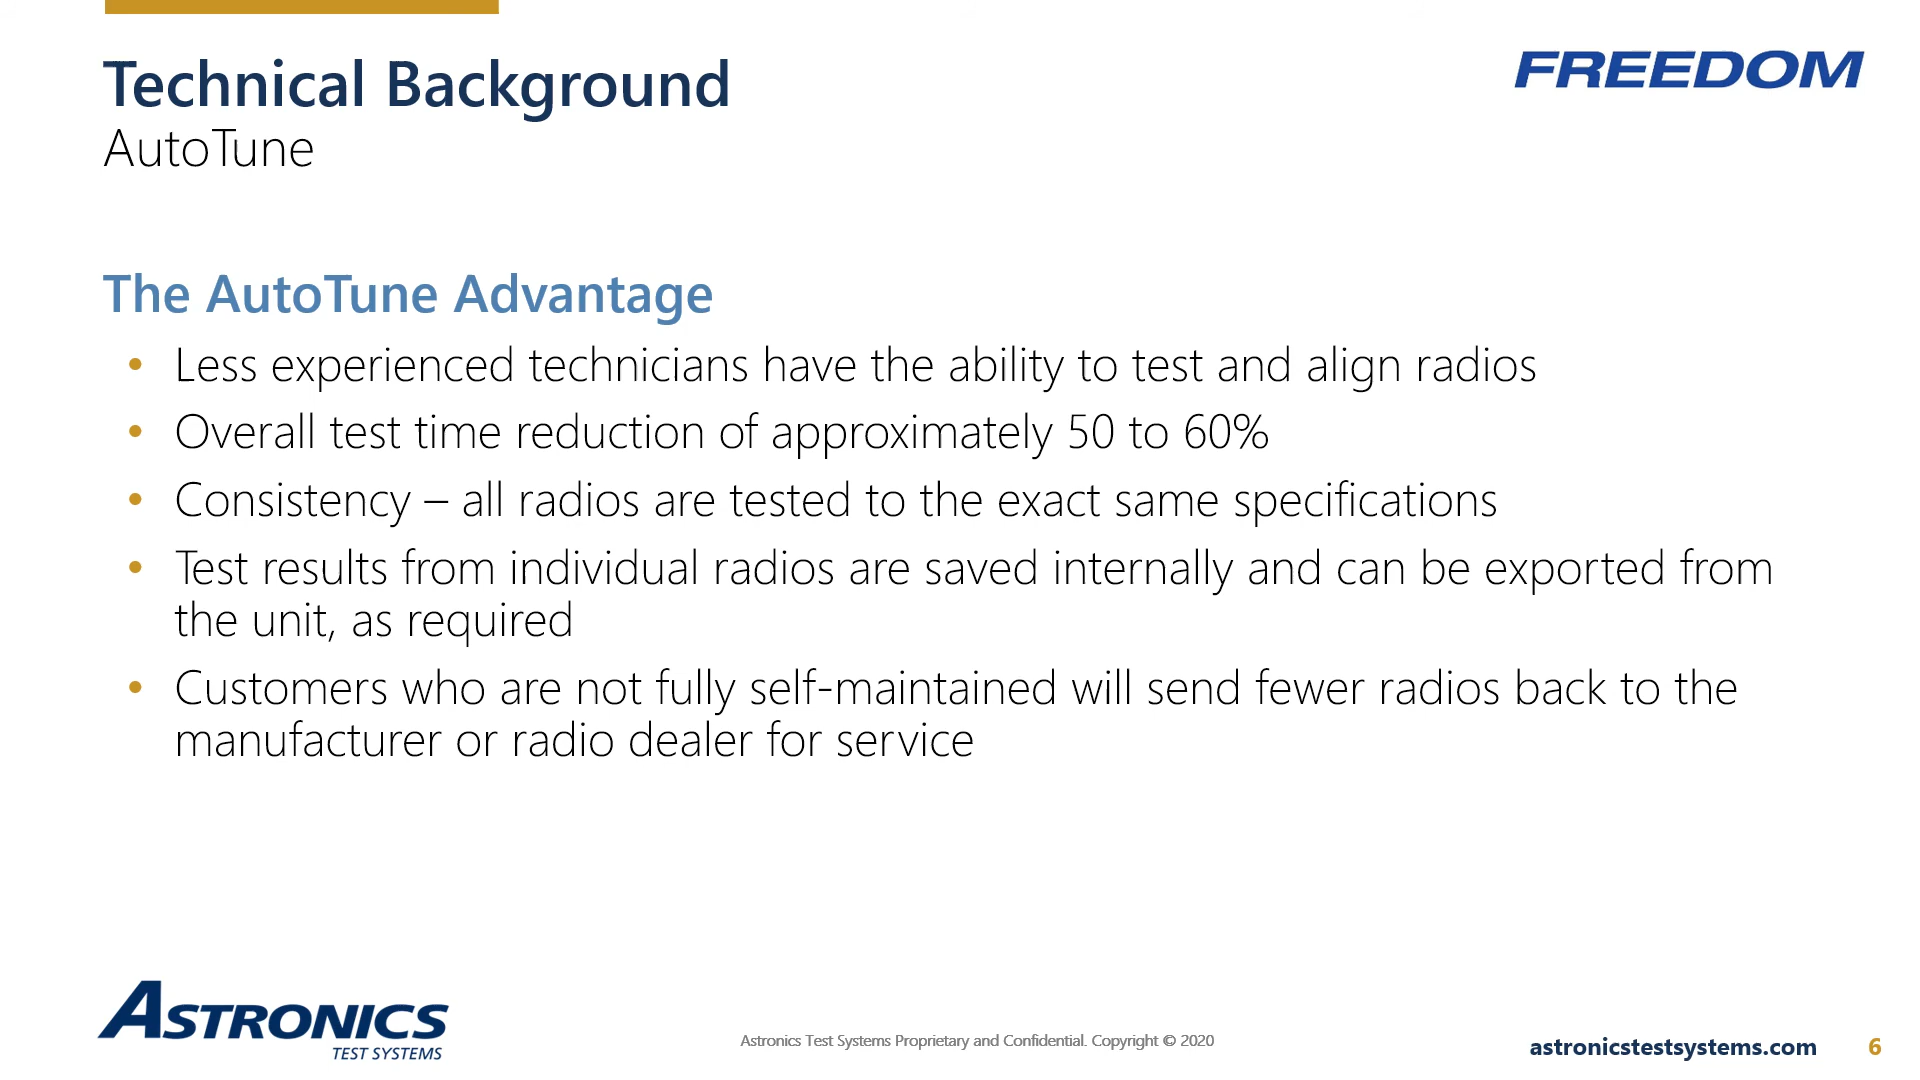 FREEDOM
Technical Background
AutoTune
The AutoTune Advantage
• Less experienced technicians have the ability to test and align radios
• Overall test time reduction of approximately 50 to 60%
• Consistency – all radios are tested to the exact same specifications
• Test results from individual radios are saved internally and can be exported from
the unit, as required
• Customers who are not fully self-maintained will send fewer radios back to the
manufacturer or radio dealer for service
ASTRONICS
TEST SYSTEMS
Astronics Test Systems Proprietary and Confidential. Copyright © 2020
astronicstestsystems.com 6